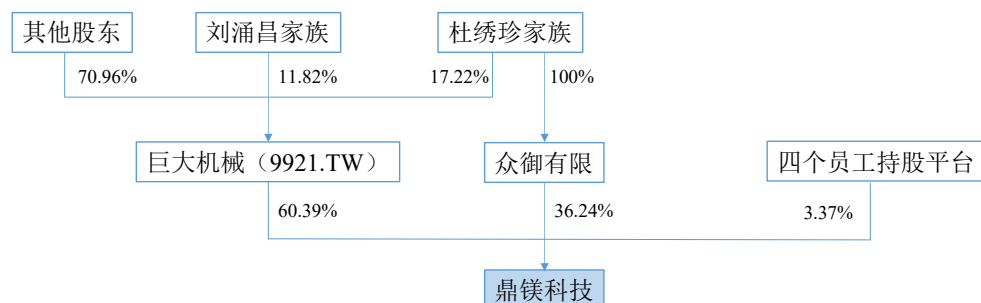 其他股东 刘涌昌家族 杜绣珍家族
70.96% 11.82% 17.22% 100%
巨大机械（9921.TW） 众御有限 四个员工持股平台
60.39% 36.24% 3.37%
鼎镁科技